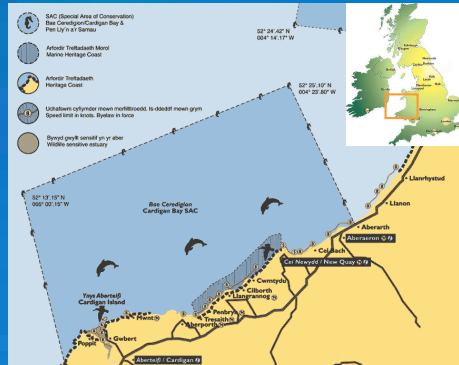 SAC (Special Area of Conservation)
Bae Ceredigion/Cardigan Bay &
Pen Llŷn a'r Sarnau
Arfordir Treftadaeth Morol
Marine Heritage Coast
Arfordir Treftadaeth
Heritage Coast
Uchafswm cyflymder mewn morfilltiroedd. Is-ddeddf mewn grym
Speed limit in knots. Byelaw in force
Bywyd gwyllt sensitif yn yr aber
Wildlife sensitive estuary
52° 24'.42" N
004° 14'.17" W
52° 25'.10" N
004° 23'.80" W
52° 13'.15" N
005° 00'.15" W
Bae Ceredigion
Cardigan Bay SAC
Llanrhystud
Llanon
Aberarth
Aberaeron
Cei Bach
Cei Newydd / New Quay
Cwmtydu
Cilborth
Llangrannog
Penbryn
Tresaith
Aberporth
Ynys Aberteifi
Cardigan Island
Mwnt
Gwbert
Poppit
Aberteifi / Cardigan